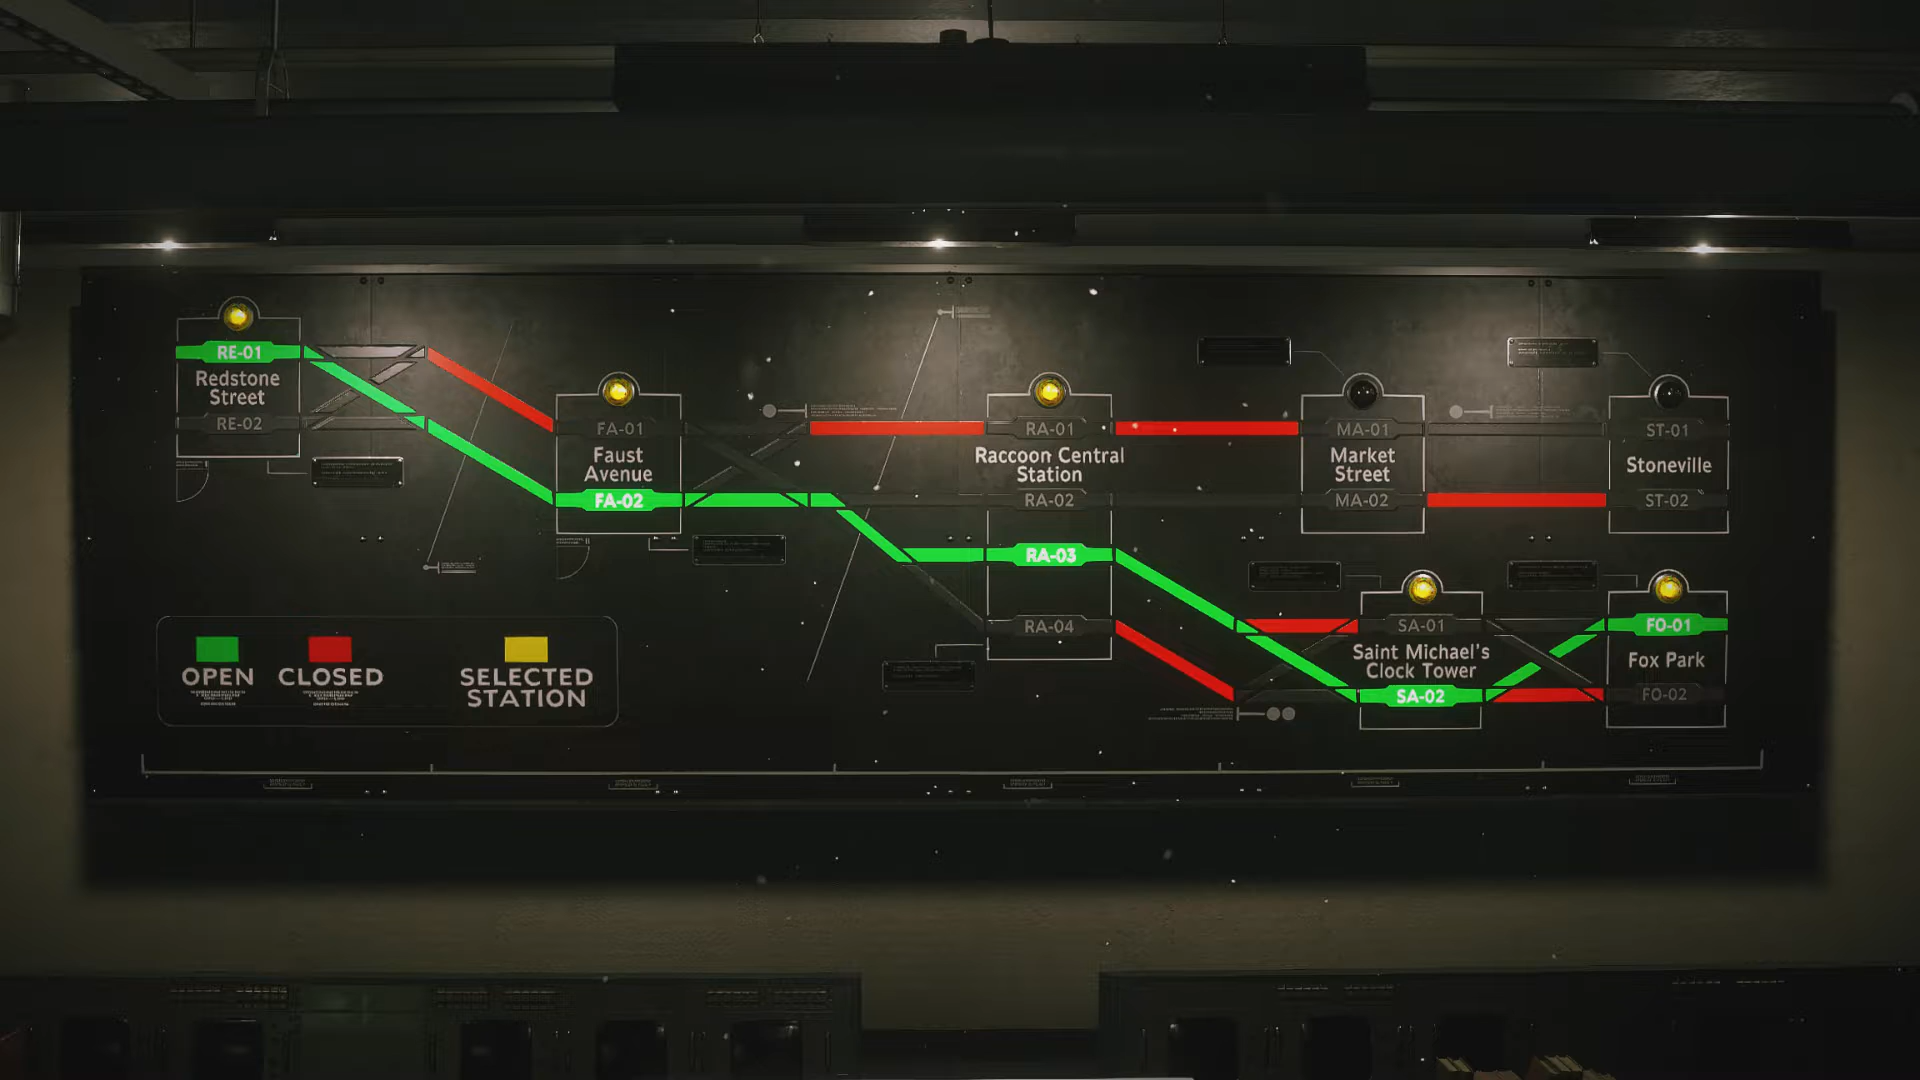 RE-01
Redstone
Street
RE-02
FA-01
Faust
Avenue
FA-02
RA-01
Raccoon Central
Station
RA-02
RA-03
RA-04
MA-01
Market
Street
MA-02
ST-01
Stoneville
ST-02
SA-01
Saint Michael's
Clock Tower
SA-02
FO-01
Fox Park
FO-02
OPEN
CLOSED
SELECTED
STATION